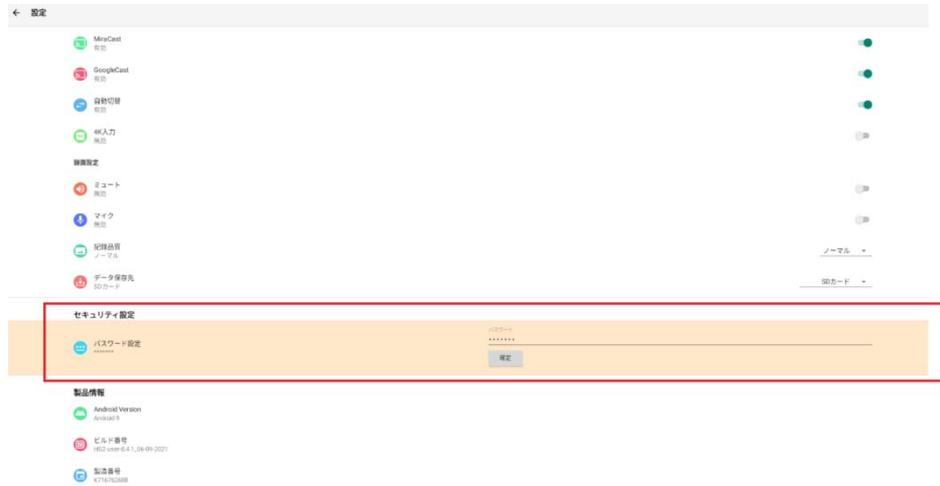 ← 設定
MiraCast
有効
GoogleCast
有効
自動切替
有効
4K入力
無効
録画設定
ミュート
無効
マイク
無効
記録品質
ノーマル
ノーマル
データ保存先
SDカード
SDカード
セキュリティ設定
パスワード設定
•••••••
パスワード
•••••••
確定
製品情報
Android Version
Android 9
ビルド番号
製造番号
K716762688